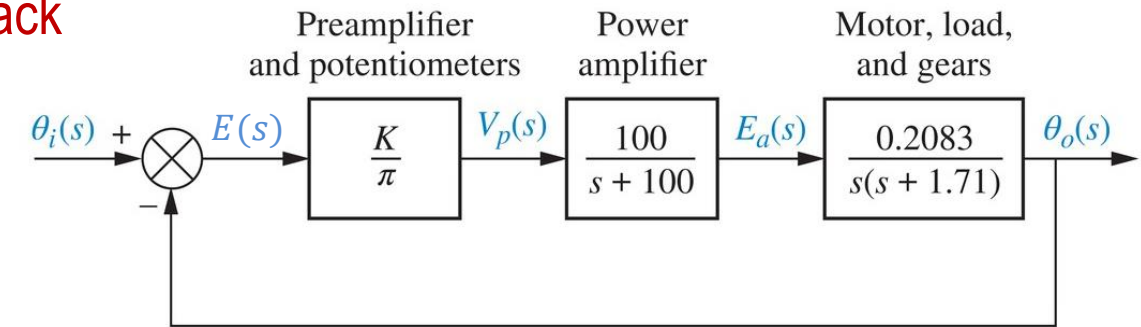 ack
Preamplifier
and potentiometers
Power
amplifier
Motor, load,
and gears
θi(s) +
E(s)
K
π
Vp(s)
100
s + 100
Ea(s)
0.2083
s(s + 1.71)
θo(s)
−